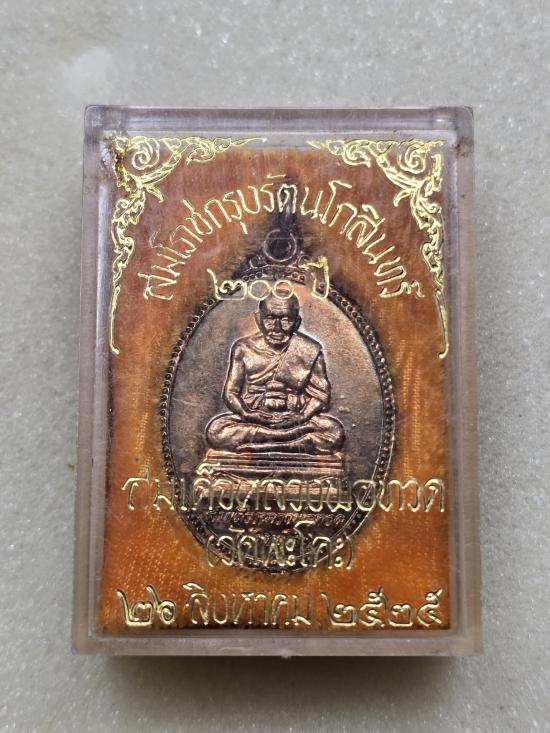 สมโภชกรุงรัตนโกสินทร์
๒๐๐ ปี
สมเด็จหลวงพ่อทวด
(วัดพะโคะ)
๒๑ สิงหาคม ๒๕๒๕